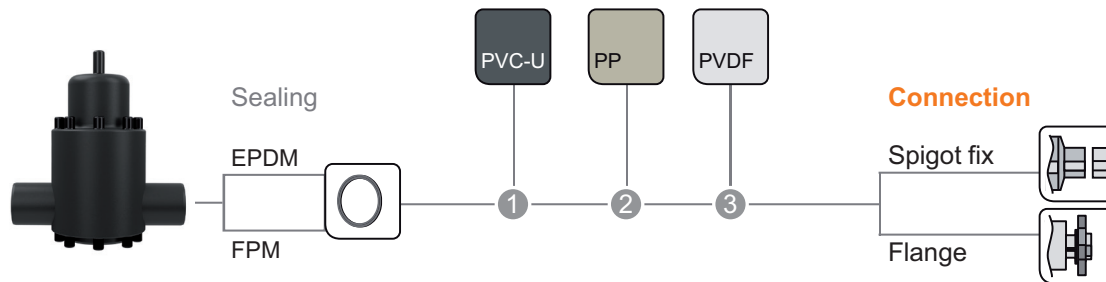 PVC-U
PP
PVDF
Sealing
Connection
EPDM
Spigot fix
1
2
3
FPM
Flange